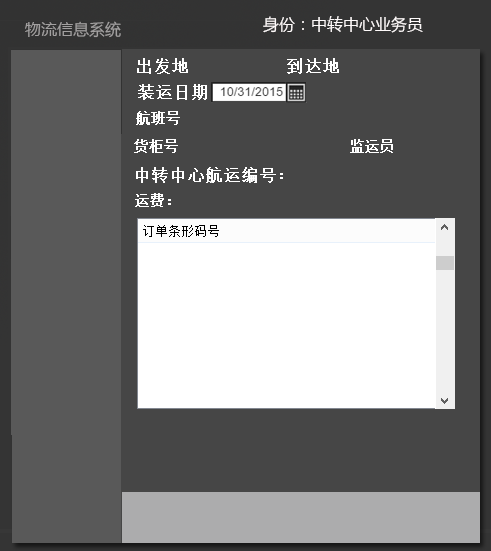 物流信息系统 身份：中转中心业务员
出发地 到达地
装运日期 10/31/2015
航班号
货柜号 监运员
中转中心航运编号：
运费：
订单条形码号